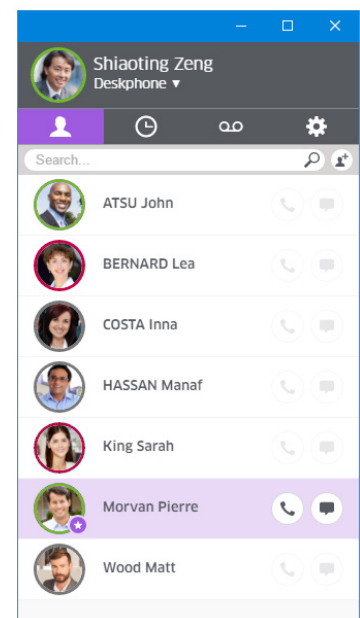 Shiaoting Zeng
Deskphone ▼
Search...
ATSU John
BERNARD Lea
COSTA Inna
HASSAN Manaf
King Sarah
Morvan Pierre
Wood Matt